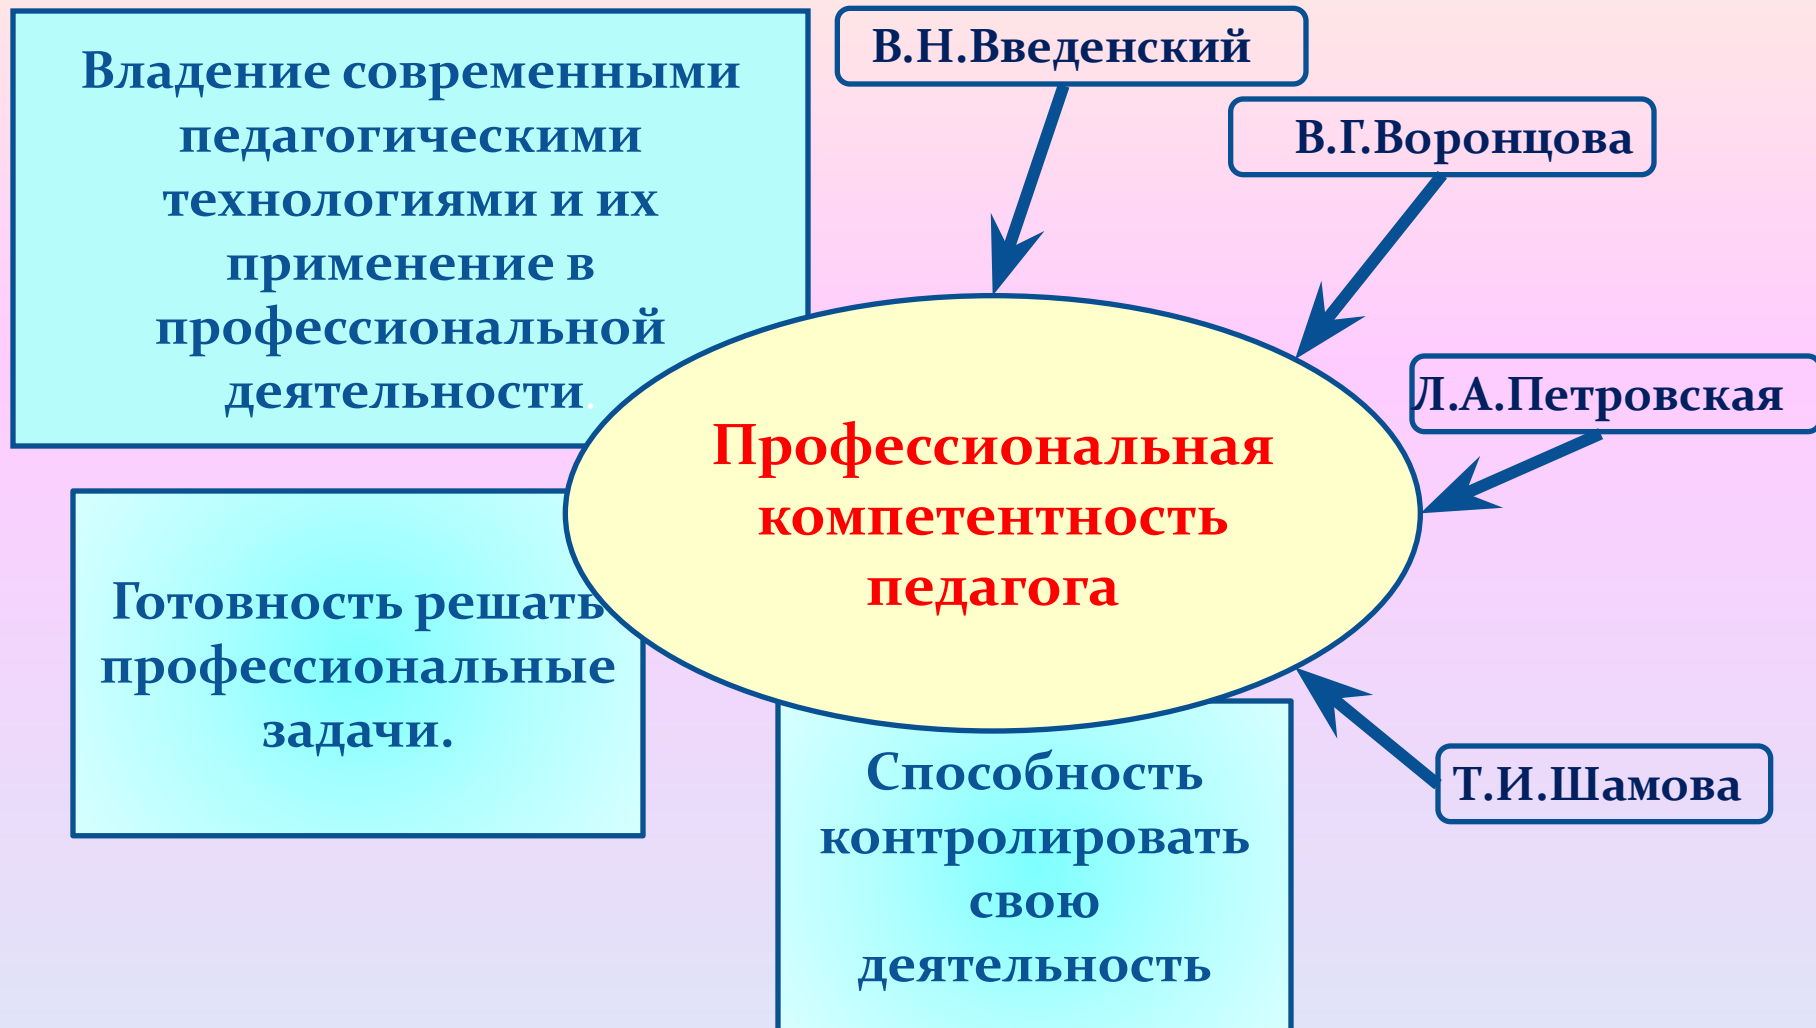 Владение современными
педагогическими
технологиями и их
применение в
профессиональной
деятельности.
В.Н.Введенский
В.Г.Воронцова
Л.А.Петровская
Профессиональная
компетентность
педагога
Готовность решать
профессиональные
задачи.
Т.И.Шамова
Способность
контролировать
свою
деятельность